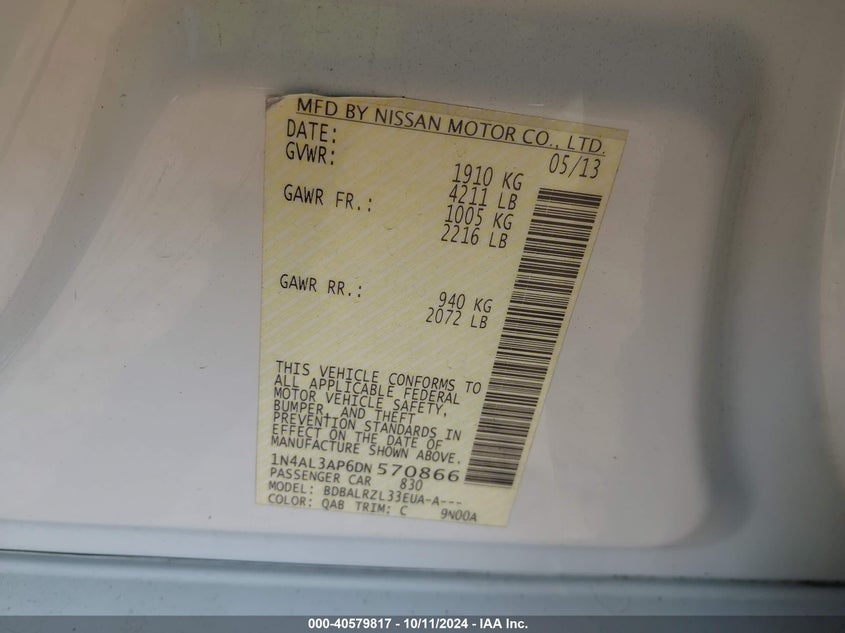 MFD BY NISSAN MOTOR CO., LTD.
DATE: 05/13
GVWR: 1910 KG
4211 LB
GAWR FR.: 1005 KG
2216 LB
GAWR RR.: 940 KG
2072 LB
THIS VEHICLE CONFORMS TO
ALL APPLICABLE FEDERAL
MOTOR VEHICLE SAFETY,
BUMPER, AND THEFT
PREVENTION STANDARDS IN
EFFECT ON THE DATE OF
MANUFACTURE SHOWN ABOVE.
1N4AL3AP6DN570866
PASSENGER CAR 830
MODEL: BDBALRZL33EUA-A---
COLOR: QAB TRIM: C 9N00A
000-40579817 - 10/11/2024 - IAA Inc.